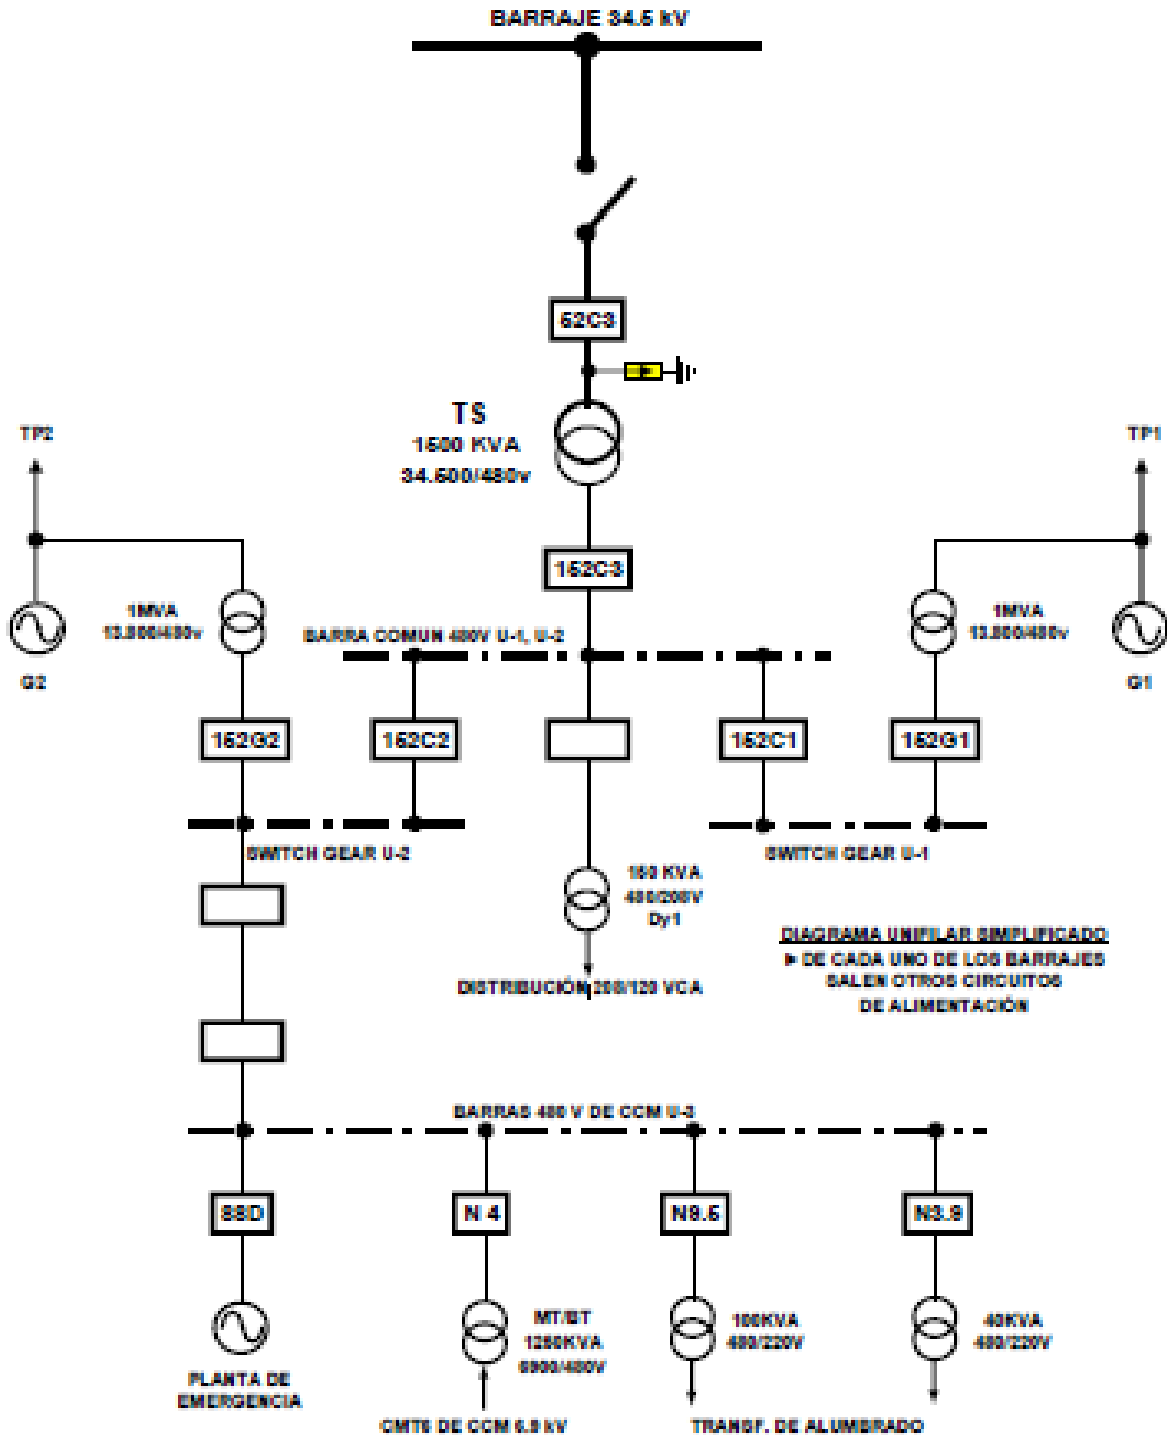 BARRAJE 34.5 kV
52C3
TS
1500 KVA
34.500/480v
TP2
TP1
152C3
1MVA
13.800/480v
1MVA
13.800/480v
BARRA COMUN 480V U-1, U-2
G2
G1
152G2
152C2
152C1
152G1
SWITCH GEAR U-2
SWITCH GEAR U-1
150 KVA
480/208V
Dy1
DIAGRAMA UNIFILAR SIMPLIFICADO
DE CADA UNO DE LOS BARRAJES
SALEN OTROS CIRCUITOS
DE ALIMENTACIÓN
DISTRIBUCIÓN 208/120 VCA
BARRAS 480 V DE CCM U-3
N 4
N9.5
N3.9
MT/BT
1250KVA
6900/480V
100KVA
480/220V
40KVA
480/220V
PLANTA DE
EMERGENCIA
CMT6 DE CCM 6.9 kV
TRANSF. DE ALUMBRADO